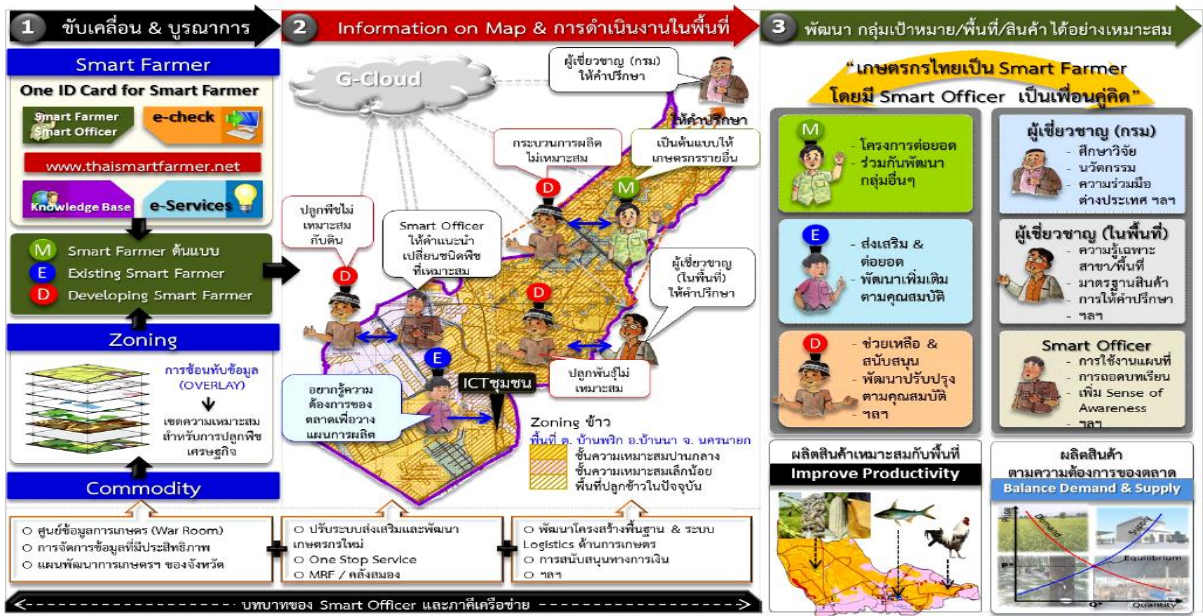 1 ขับเคลื่อน & บูรณาการ
Smart Farmer
One ID Card for Smart Farmer
Smart Farmer
Smart Officer
e-check
www.thaismartfarmer.net
Knowledge Base
e-Services
M Smart Farmer ต้นแบบ
E Existing Smart Farmer
D Developing Smart Farmer
Zoning
การซ้อนทับข้อมูล
(OVERLAY)
เขตความเหมาะสม
สำหรับการปลูกพืช
เศรษฐกิจ
Commodity
2 Information on Map & การดำเนินงานในพื้นที่
G-Cloud
ผู้เชี่ยวชาญ (กรม)
ให้คำปรึกษา
ให้คำปรึกษา
กระบวนการผลิต
ไม่เหมาะสม
เป็นต้นแบบให้
เกษตรกรรายอื่น
D
M
ปลูกพืชไม่
เหมาะสม
กับดิน
Smart Officer
ให้คำแนะนำ
เปลี่ยนชนิดพืช
ที่เหมาะสม
ผู้เชี่ยวชาญ
(ในพื้นที่)
ให้คำปรึกษา
D
D
E
ICTชุมชน
ปลูกพันธุ์ไม่
เหมาะสม
อยากรู้ความ
ต้องการของ
ตลาดเพื่อวาง
แผนการผลิต
Zoning ข้าว
พื้นที่ ต. บ้านพริก อ.บ้านนา จ. นครนายก
ชั้นความเหมาะสมปานกลาง
ชั้นความเหมาะสมเล็กน้อย
พื้นที่ปลูกข้าวในปัจจุบัน
3 พัฒนา กลุ่มเป้าหมาย/พื้นที่/สินค้า ได้อย่างเหมาะสม
“เกษตรกรไทยเป็น Smart Farmer
โดยมี Smart Officer เป็นเพื่อนคู่คิด”
M
- โครงการต่อยอด
- ร่วมกันพัฒนา
กลุ่มอื่นๆ
ผู้เชี่ยวชาญ (กรม)
- ศึกษาวิจัย
- นวัตกรรม
- ความร่วมมือ
ต่างประเทศ ฯลฯ
E
- ส่งเสริม &
ต่อยอด
- พัฒนาเพิ่มเติม
ตามคุณสมบัติ
ผู้เชี่ยวชาญ (ในพื้นที่)
- ความรู้เฉพาะ
สาขา/พื้นที่
- มาตรฐานสินค้า
- การให้คำปรึกษา
- ฯลฯ
D
- ช่วยเหลือ &
สนับสนุน
- พัฒนาปรับปรุง
ตามคุณสมบัติ
- ฯลฯ
Smart Officer
- การใช้งานแผนที่
- การถอดบทเรียน
- เพิ่ม Sense of
Awareness
- ฯลฯ
ผลิตสินค้าเหมาะสมกับพื้นที่
Improve Productivity
ผลิตสินค้า
ตามความต้องการของตลาด
Balance Demand & Supply
Price
Demand
Supply
Equilibrium
P*
Q*
Quantity
ศูนย์ข้อมูลการเกษตร (War Room)
การจัดการข้อมูลที่มีประสิทธิภาพ
แผนพัฒนาการเกษตรฯ ของจังหวัด
ปรับระบบส่งเสริมและพัฒนา
เกษตรกรใหม่
One Stop Service
MRF / คลังสมอง
พัฒนาโครงสร้างพื้นฐาน & ระบบ
Logistics ด้านการเกษตร
การสนับสนุนทางการเงิน
ฯลฯ
บทบาทของ Smart Officer และภาคีเครือข่าย